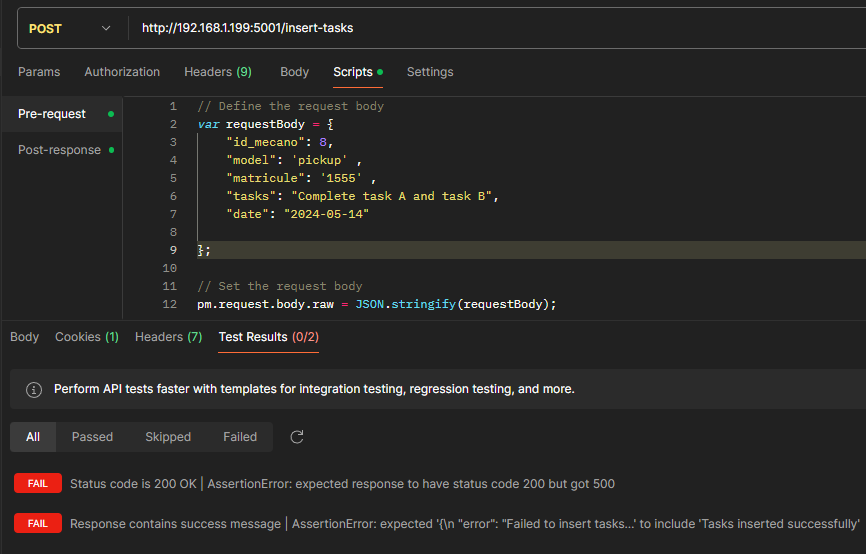 POST http://192.168.1.199:5001/insert-tasks
Params Authorization Headers (9) Body Scripts Settings
Pre-request
Post-response
1 // Define the request body
2 var requestBody = {
3 "id_mecano": 8,
4 "model": 'pickup' ,
5 "matricule": '1555' ,
6 "tasks": "Complete task A and task B",
7 "date": "2024-05-14"
8
9 };
10
11 // Set the request body
12 pm.request.body.raw = JSON.stringify(requestBody);
Body Cookies (1) Headers (7) Test Results (0/2)
Perform API tests faster with templates for integration testing, regression testing, and more.
All Passed Skipped Failed
FAIL Status code is 200 OK | AssertionError: expected response to have status code 200 but got 500
FAIL Response contains success message | AssertionError: expected '{\n "error": "Failed to insert tasks…' to include 'Tasks inserted successfully'